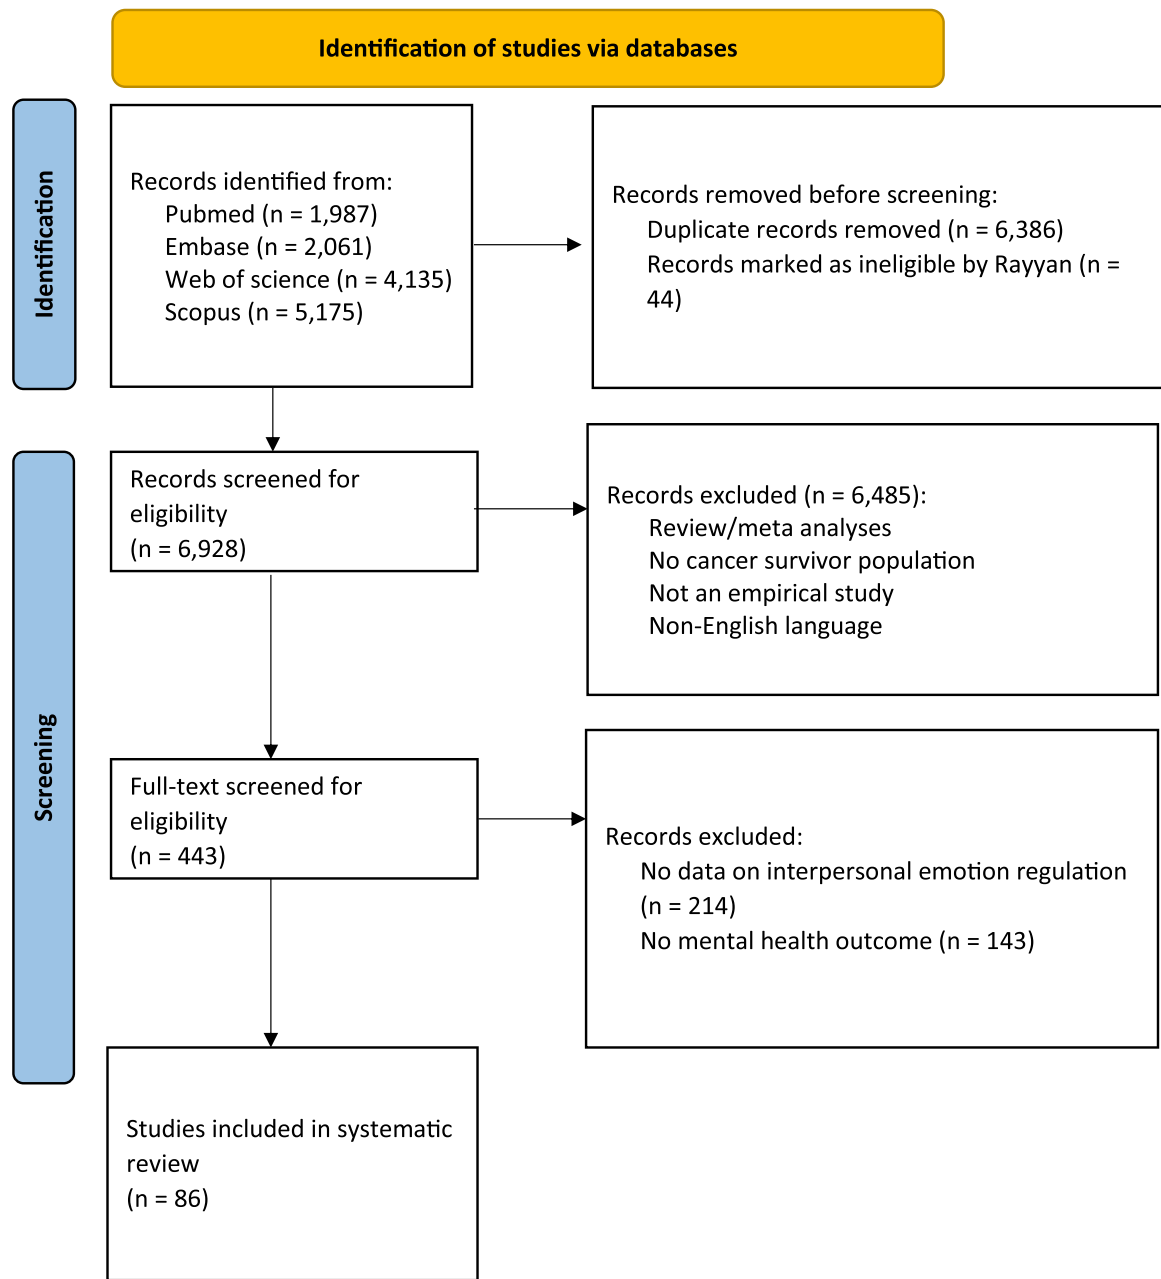 Identification of studies via databases
Identification
Records identified from:
Pubmed (n = 1,987)
Embase (n = 2,061)
Web of science (n = 4,135)
Scopus (n = 5,175)
Records removed before screening:
Duplicate records removed (n = 6,386)
Records marked as ineligible by Rayyan (n =
44)
Screening
Records screened for
eligibility
(n = 6,928)
Records excluded (n = 6,485):
Review/meta analyses
No cancer survivor population
Not an empirical study
Non-English language
Full-text screened for
eligibility
(n = 443)
Records excluded:
No data on interpersonal emotion regulation
(n = 214)
No mental health outcome (n = 143)
Studies included in systematic
review
(n = 86)